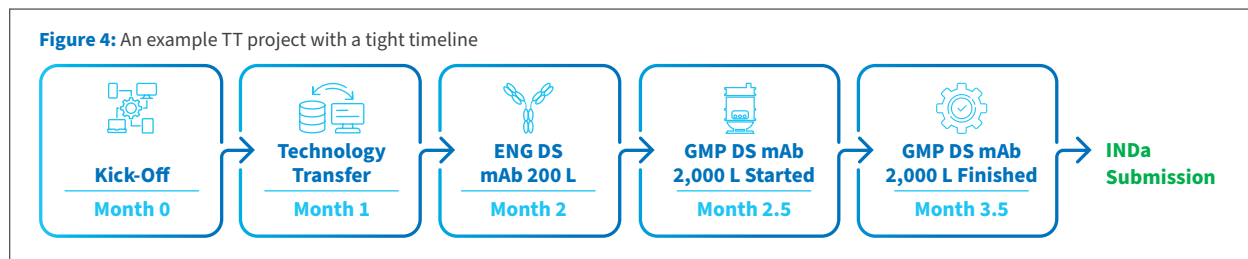 Figure 4: An example TT project with a tight timeline
Kick-Off
Month 0
Technology
Transfer
Month 1
ENG DS
mAb 200 L
Month 2
GMP DS mAb
2,000 L Started
Month 2.5
GMP DS mAb
2,000 L Finished
Month 3.5
INDa
Submission